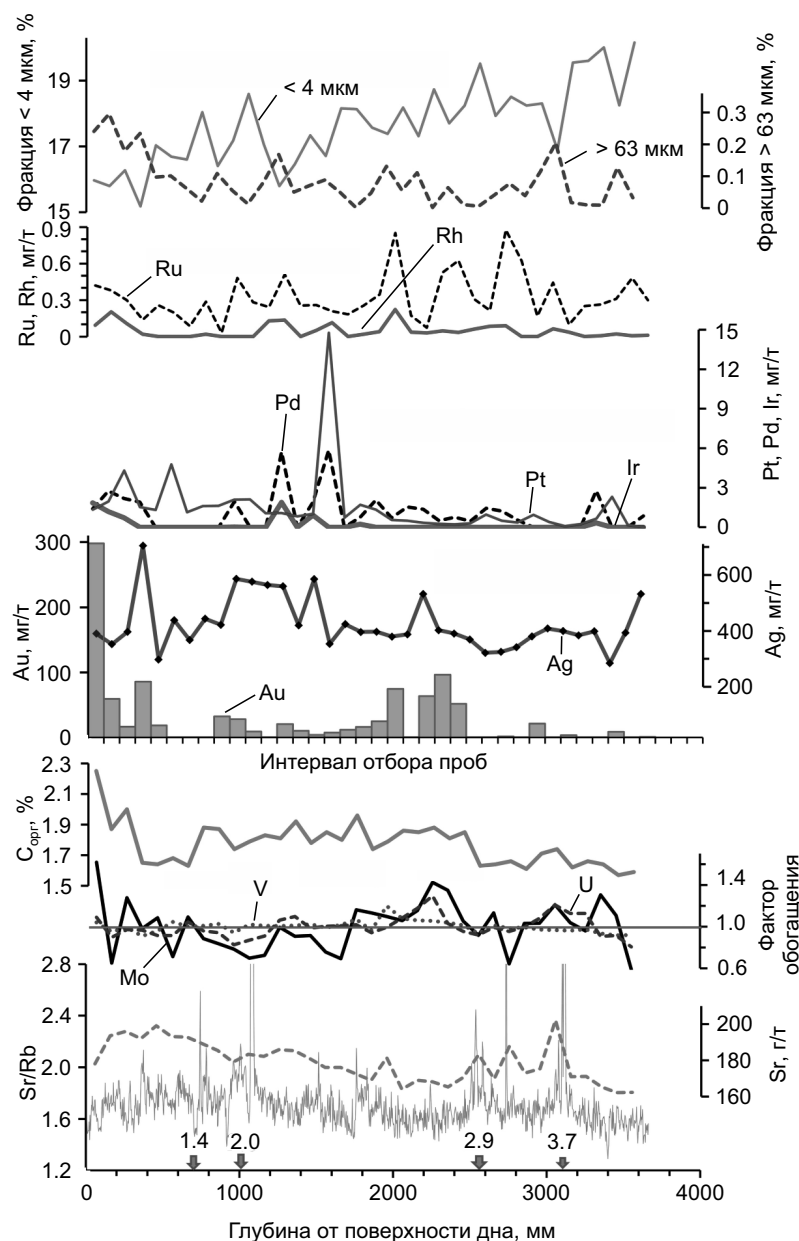 Фракция < 4 мкм, %
19
17
15
< 4 мкм
> 63 мкм
0.3
0.2
0.1
0
Фракция > 63 мкм, %
Ru, Rh, мг/т
0.9
0.6
0.3
0
Ru
Rh
15
12
9
6
3
0
Pt, Pd, Ir, мг/т
Pd
Pt
Ir
Au, мг/т
300
200
100
0
Ag
Au
600
400
200
Ag, мг/т
Интервал отбора проб
Cорг, %
2.3
2.1
1.9
1.7
1.5
V
U
Mo
1.4
1.0
0.6
Фактор обогащения
Sr/Rb
2.8
2.4
2.0
1.6
1.2
200
180
160
Sr, г/т
1.4
2.0
2.9
3.7
0 1000 2000 3000 4000
Глубина от поверхности дна, мм